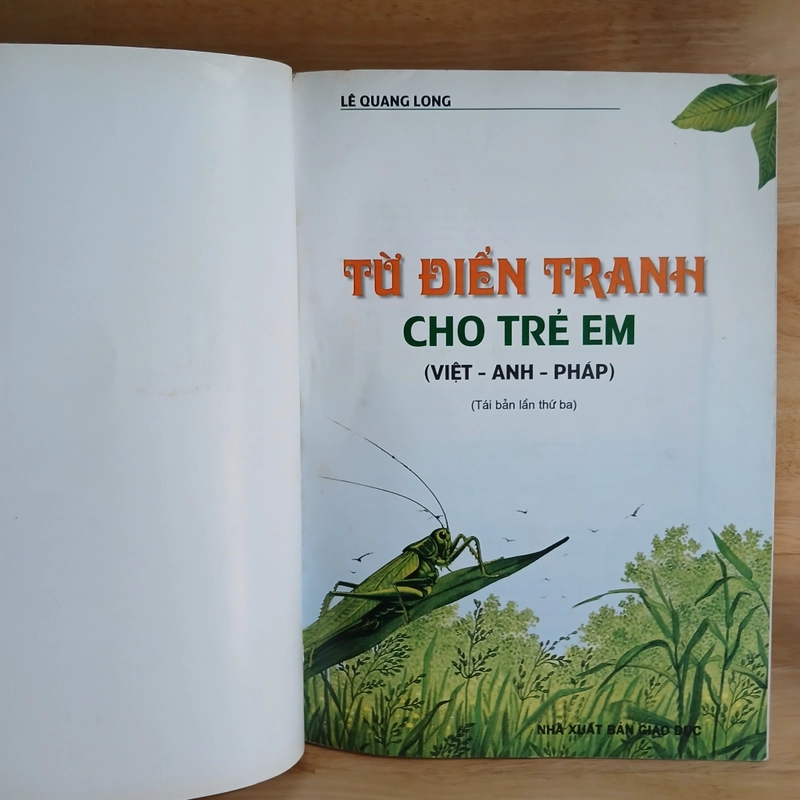 LÊ QUANG LONG
TỪ ĐIỂN TRANH
CHO TRẺ EM
(VIỆT - ANH - PHÁP)
(Tái bản lần thứ ba)
NHÀ XUẤT BẢN GIÁO DỤC